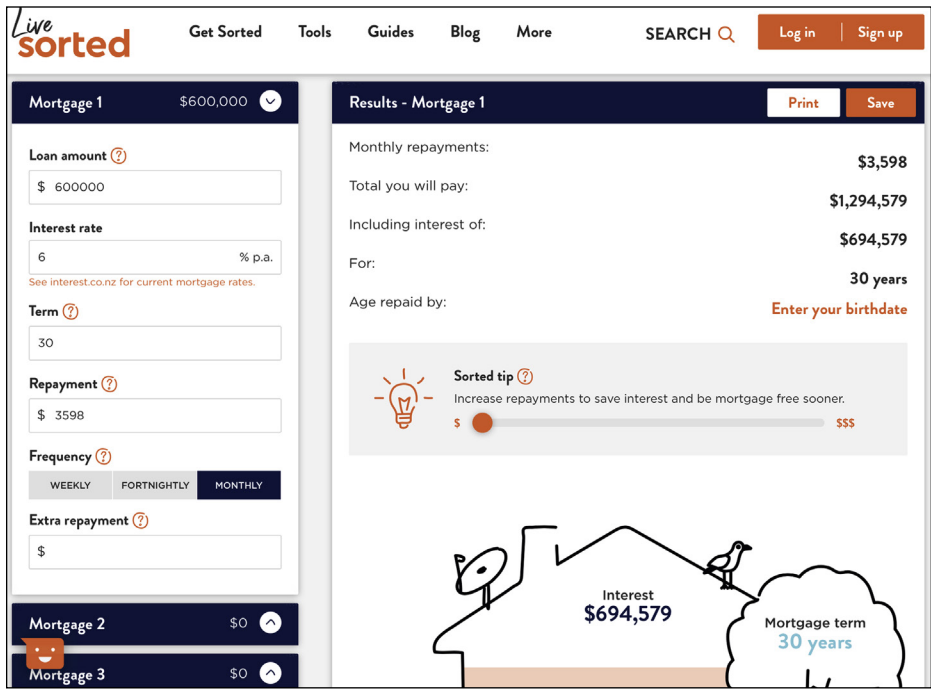 Live
sorted
Get Sorted
Tools
Guides
Blog
More
SEARCH
Log in
Sign up
Mortgage 1
$600,000
Loan amount ?
$ 600000
Interest rate
6 % p.a.
See interest.co.nz for current mortgage rates.
Term ?
30
Repayment ?
$ 3598
Frequency ?
WEEKLY FORTNIGHTLY MONTHLY
Extra repayment ?
$
Mortgage 2 $0
Mortgage 3 $0
Results - Mortgage 1
Print
Save
Monthly repayments:
$3,598
Total you will pay:
$1,294,579
Including interest of:
$694,579
For:
30 years
Age repaid by:
Enter your birthdate
Sorted tip ?
Increase repayments to save interest and be mortgage free sooner.
$ $$$
Interest
$694,579
Mortgage term
30 years